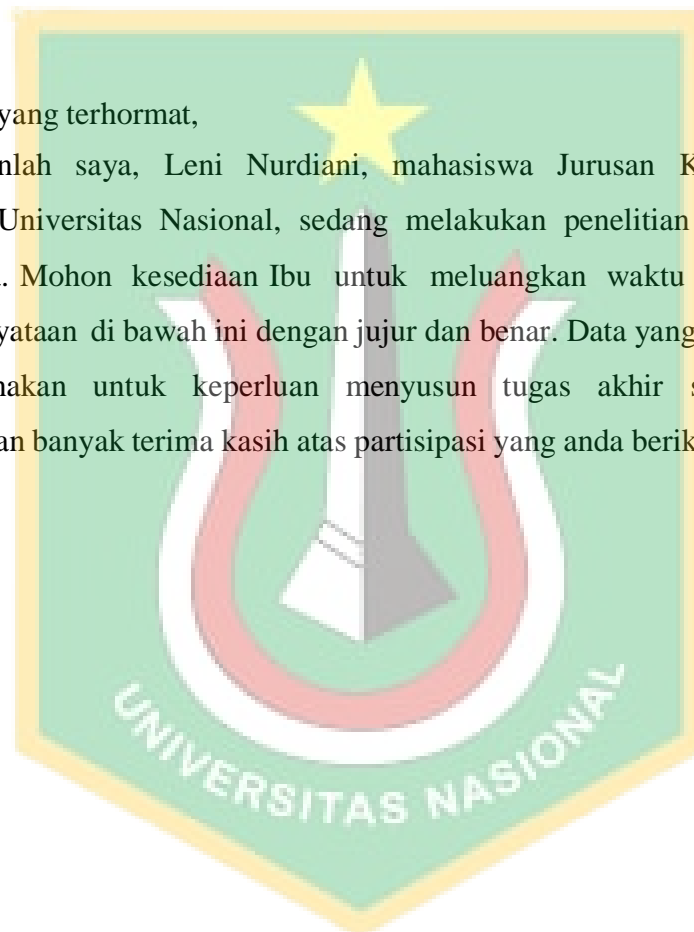 yang terhormat,
nlah saya, Leni Nurdiani, mahasiswa Jurusan K
Universitas Nasional, sedang melakukan penelitian
. Mohon kesediaan Ibu untuk meluangkan waktu
yataan di bawah ini dengan jujur dan benar. Data yang
nakan untuk keperluan menyusun tugas akhir s
an banyak terima kasih atas partisipasi yang anda berik
UNIVERSITAS NASIONAL